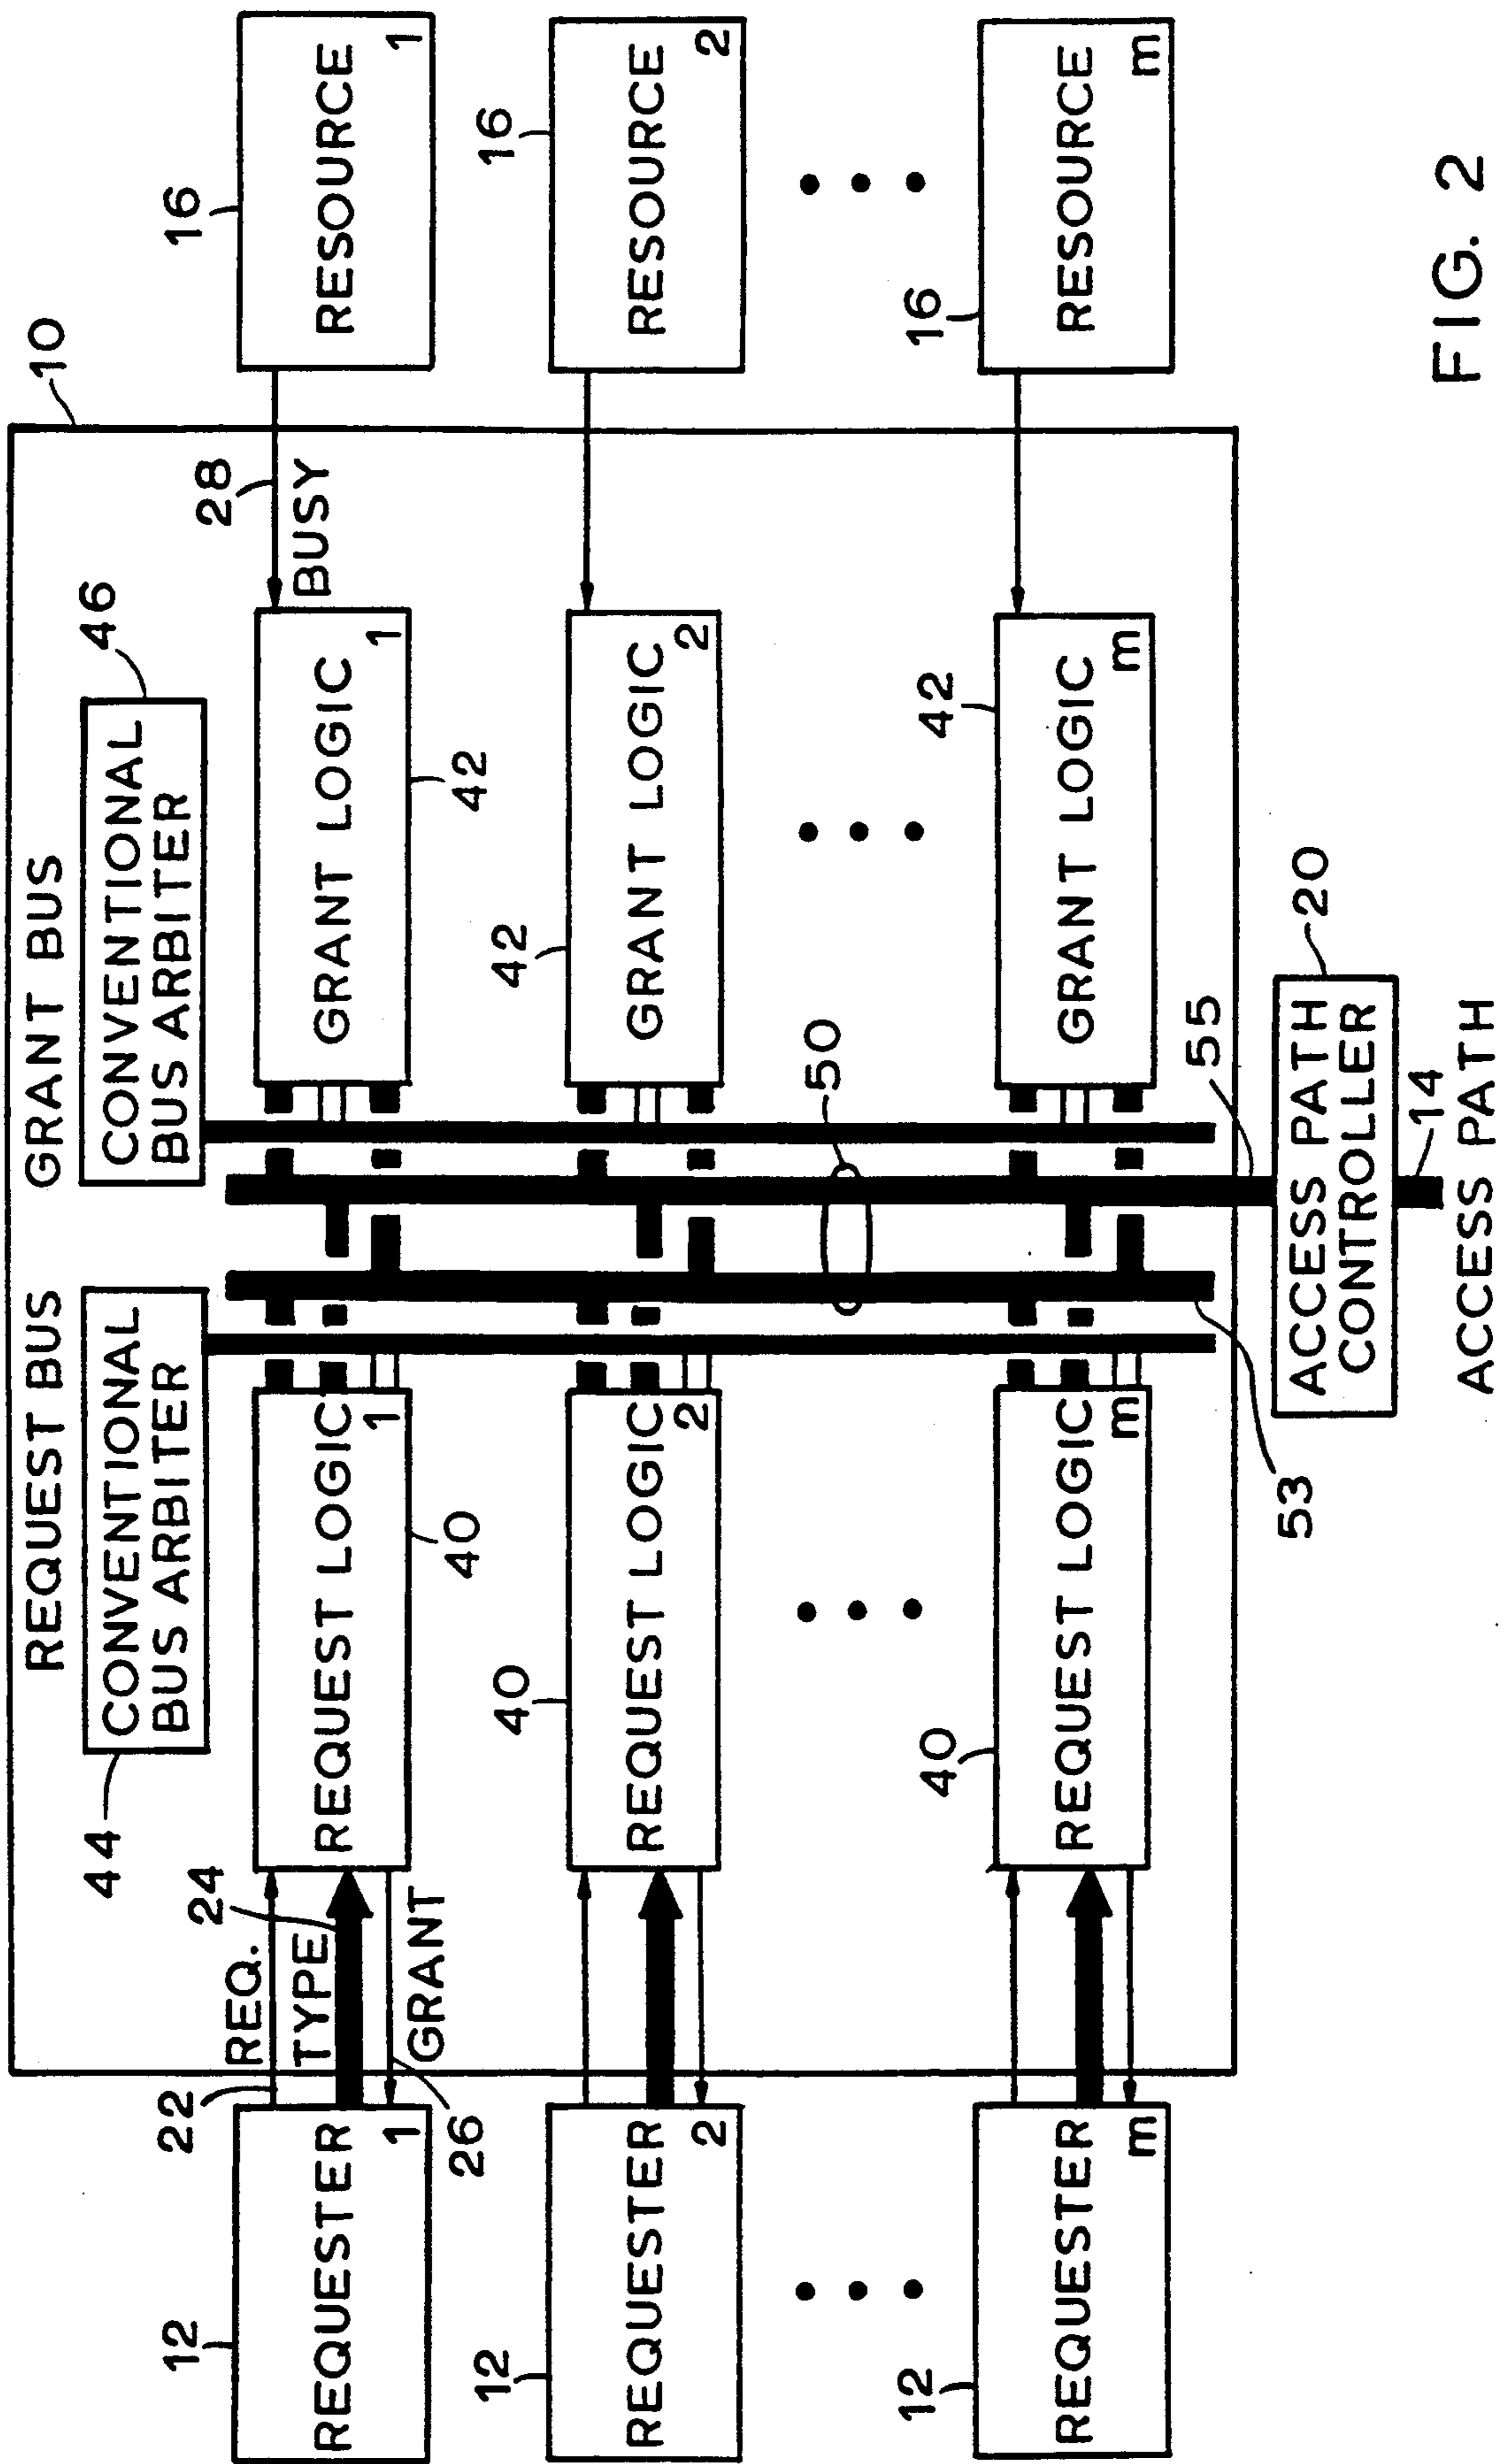 REQUEST BUS
GRANT BUS
10
44
CONVENTIONAL
BUS ARBITER
CONVENTIONAL
BUS ARBITER
46
12
REQUESTER
1
22
REQ.
24
TYPE
26
GRANT
REQUEST LOGIC
1
40
GRANT LOGIC
1
42
28
BUSY
16
RESOURCE
1
12
REQUESTER
2
40
REQUEST LOGIC
2
42
GRANT LOGIC
2
16
RESOURCE
2
50
12
REQUESTER
m
40
REQUEST LOGIC
m
42
GRANT LOGIC
m
16
RESOURCE
m
53
55
ACCESS PATH
CONTROLLER
20
14
ACCESS PATH
FIG. 2